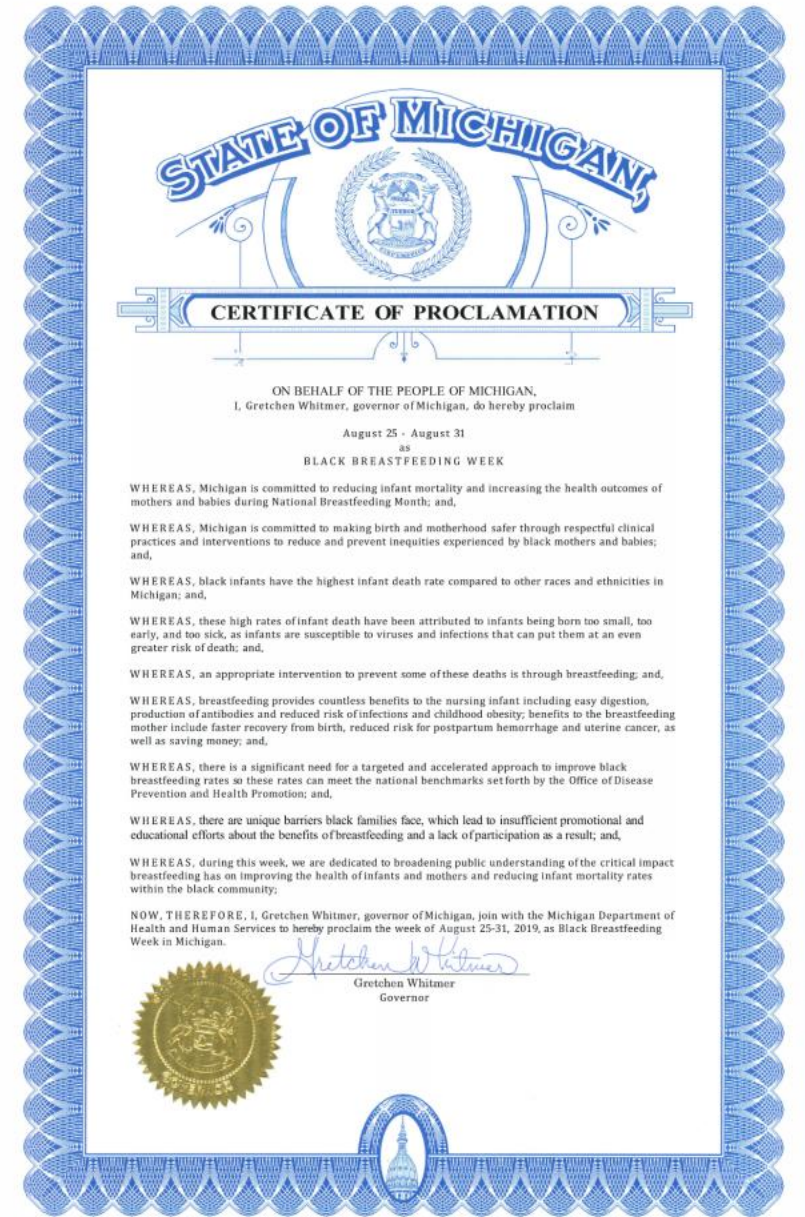 STATE OF MICHIGAN,
TUEBOR
CERTIFICATE OF PROCLAMATION
ON BEHALF OF THE PEOPLE OF MICHIGAN,
I, Gretchen Whitmer, governor of Michigan, do hereby proclaim
August 25 - August 31
as
BLACK BREASTFEEDING WEEK
WHEREAS, Michigan is committed to reducing infant mortality and increasing the health outcomes of
mothers and babies during National Breastfeeding Month; and,
WHEREAS, Michigan is committed to making birth and motherhood safer through respectful clinical
practices and interventions to reduce and prevent inequities experienced by black mothers and babies;
and,
WHEREAS, black infants have the highest infant death rate compared to other races and ethnicities in
Michigan; and,
WHEREAS, these high rates of infant death have been attributed to infants being born too small, too
early, and too sick, as infants are susceptible to viruses and infections that can put them at an even
greater risk of death; and,
WHEREAS, an appropriate intervention to prevent some of these deaths is through breastfeeding; and,
WHEREAS, breastfeeding provides countless benefits to the nursing infant including easy digestion,
production of antibodies and reduced risk of infections and childhood obesity; benefits to the breastfeeding
mother include faster recovery from birth, reduced risk for postpartum hemorrhage and uterine cancer, as
well as saving money; and,
WHEREAS, there is a significant need for a targeted and accelerated approach to improve black
breastfeeding rates so these rates can meet the national benchmarks set forth by the Office of Disease
Prevention and Health Promotion; and,
WHEREAS, there are unique barriers black families face, which lead to insufficient promotional and
educational efforts about the benefits of breastfeeding and a lack of participation as a result; and,
WHEREAS, during this week, we are dedicated to broadening public understanding of the critical impact
breastfeeding has on improving the health of infants and mothers and reducing infant mortality rates
within the black community;
NOW, THEREFORE, I, Gretchen Whitmer, governor of Michigan, join with the Michigan Department of
Health and Human Services to hereby proclaim the week of August 25-31, 2019, as Black Breastfeeding
Week in Michigan.
Gretchen Whitmer
Gretchen Whitmer
Governor